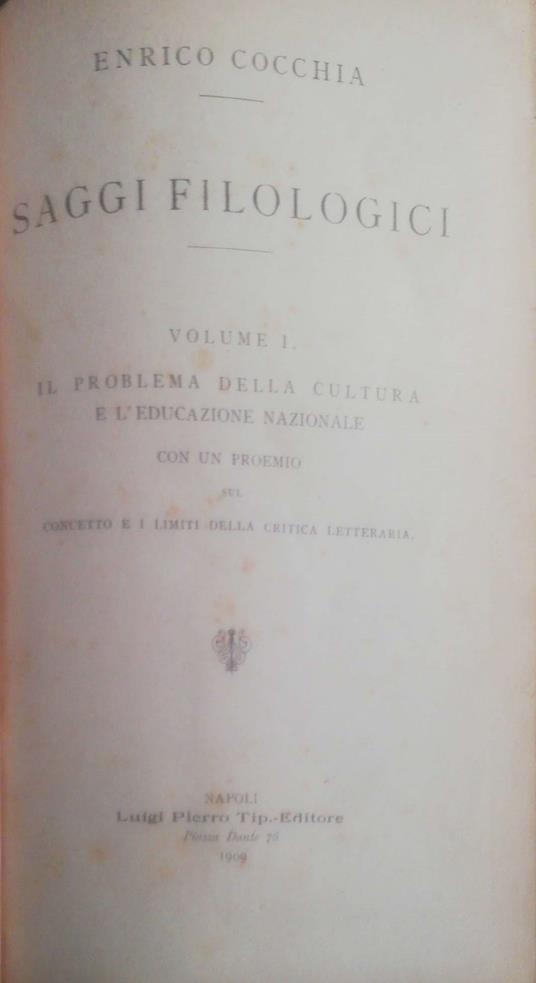 ENRICO COCCHIA
SAGGI FILOLOGICI
VOLUME I.
IL PROBLEMA DELLA CULTURA
E L'EDUCAZIONE NAZIONALE
CON UN PROEMIO
SUL
CONCETTO E I LIMITI DELLA CRITICA LETTERARIA.
NAPOLI
Luigi Pierro Tip.-Editore
Piazza Dante 76
1909